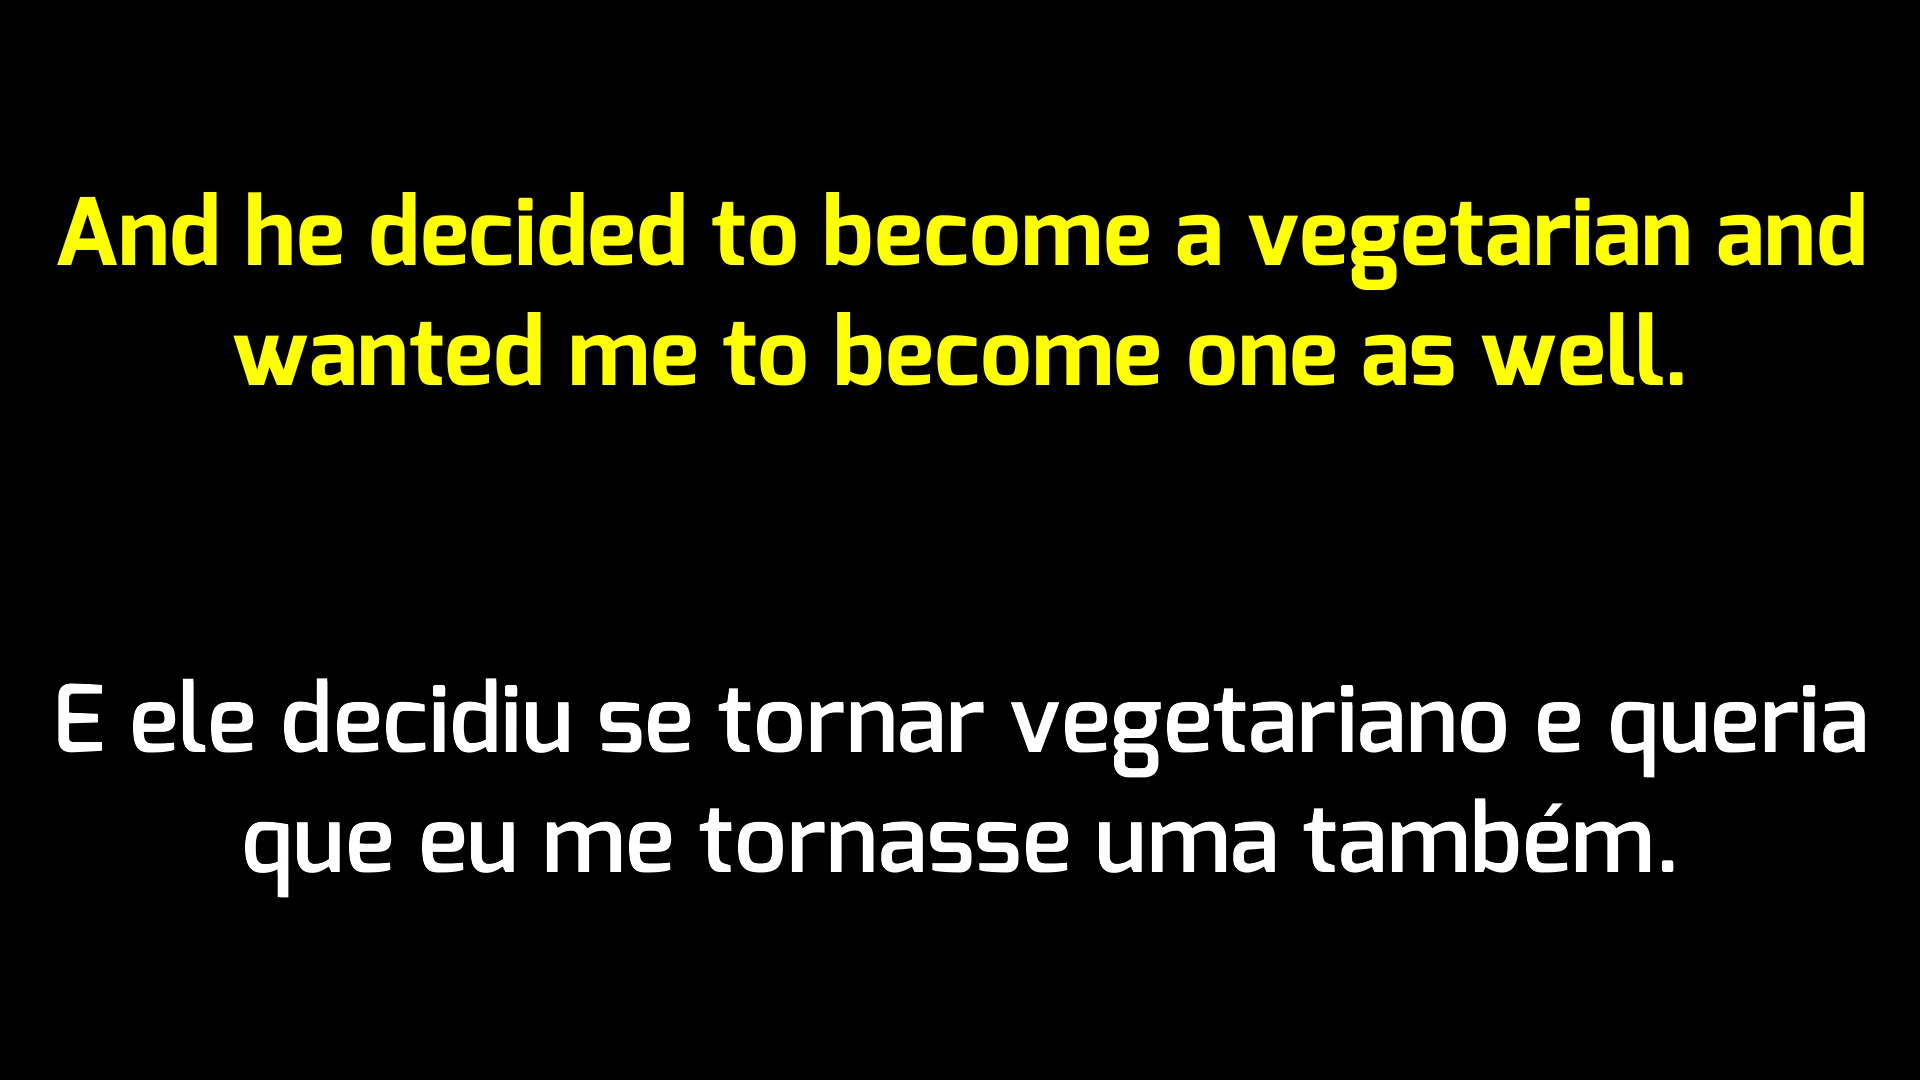 And he decided to become a vegetarian and
wanted me to become one as well.
E ele decidiu se tornar vegetariano e queria
que eu me tornasse uma também.